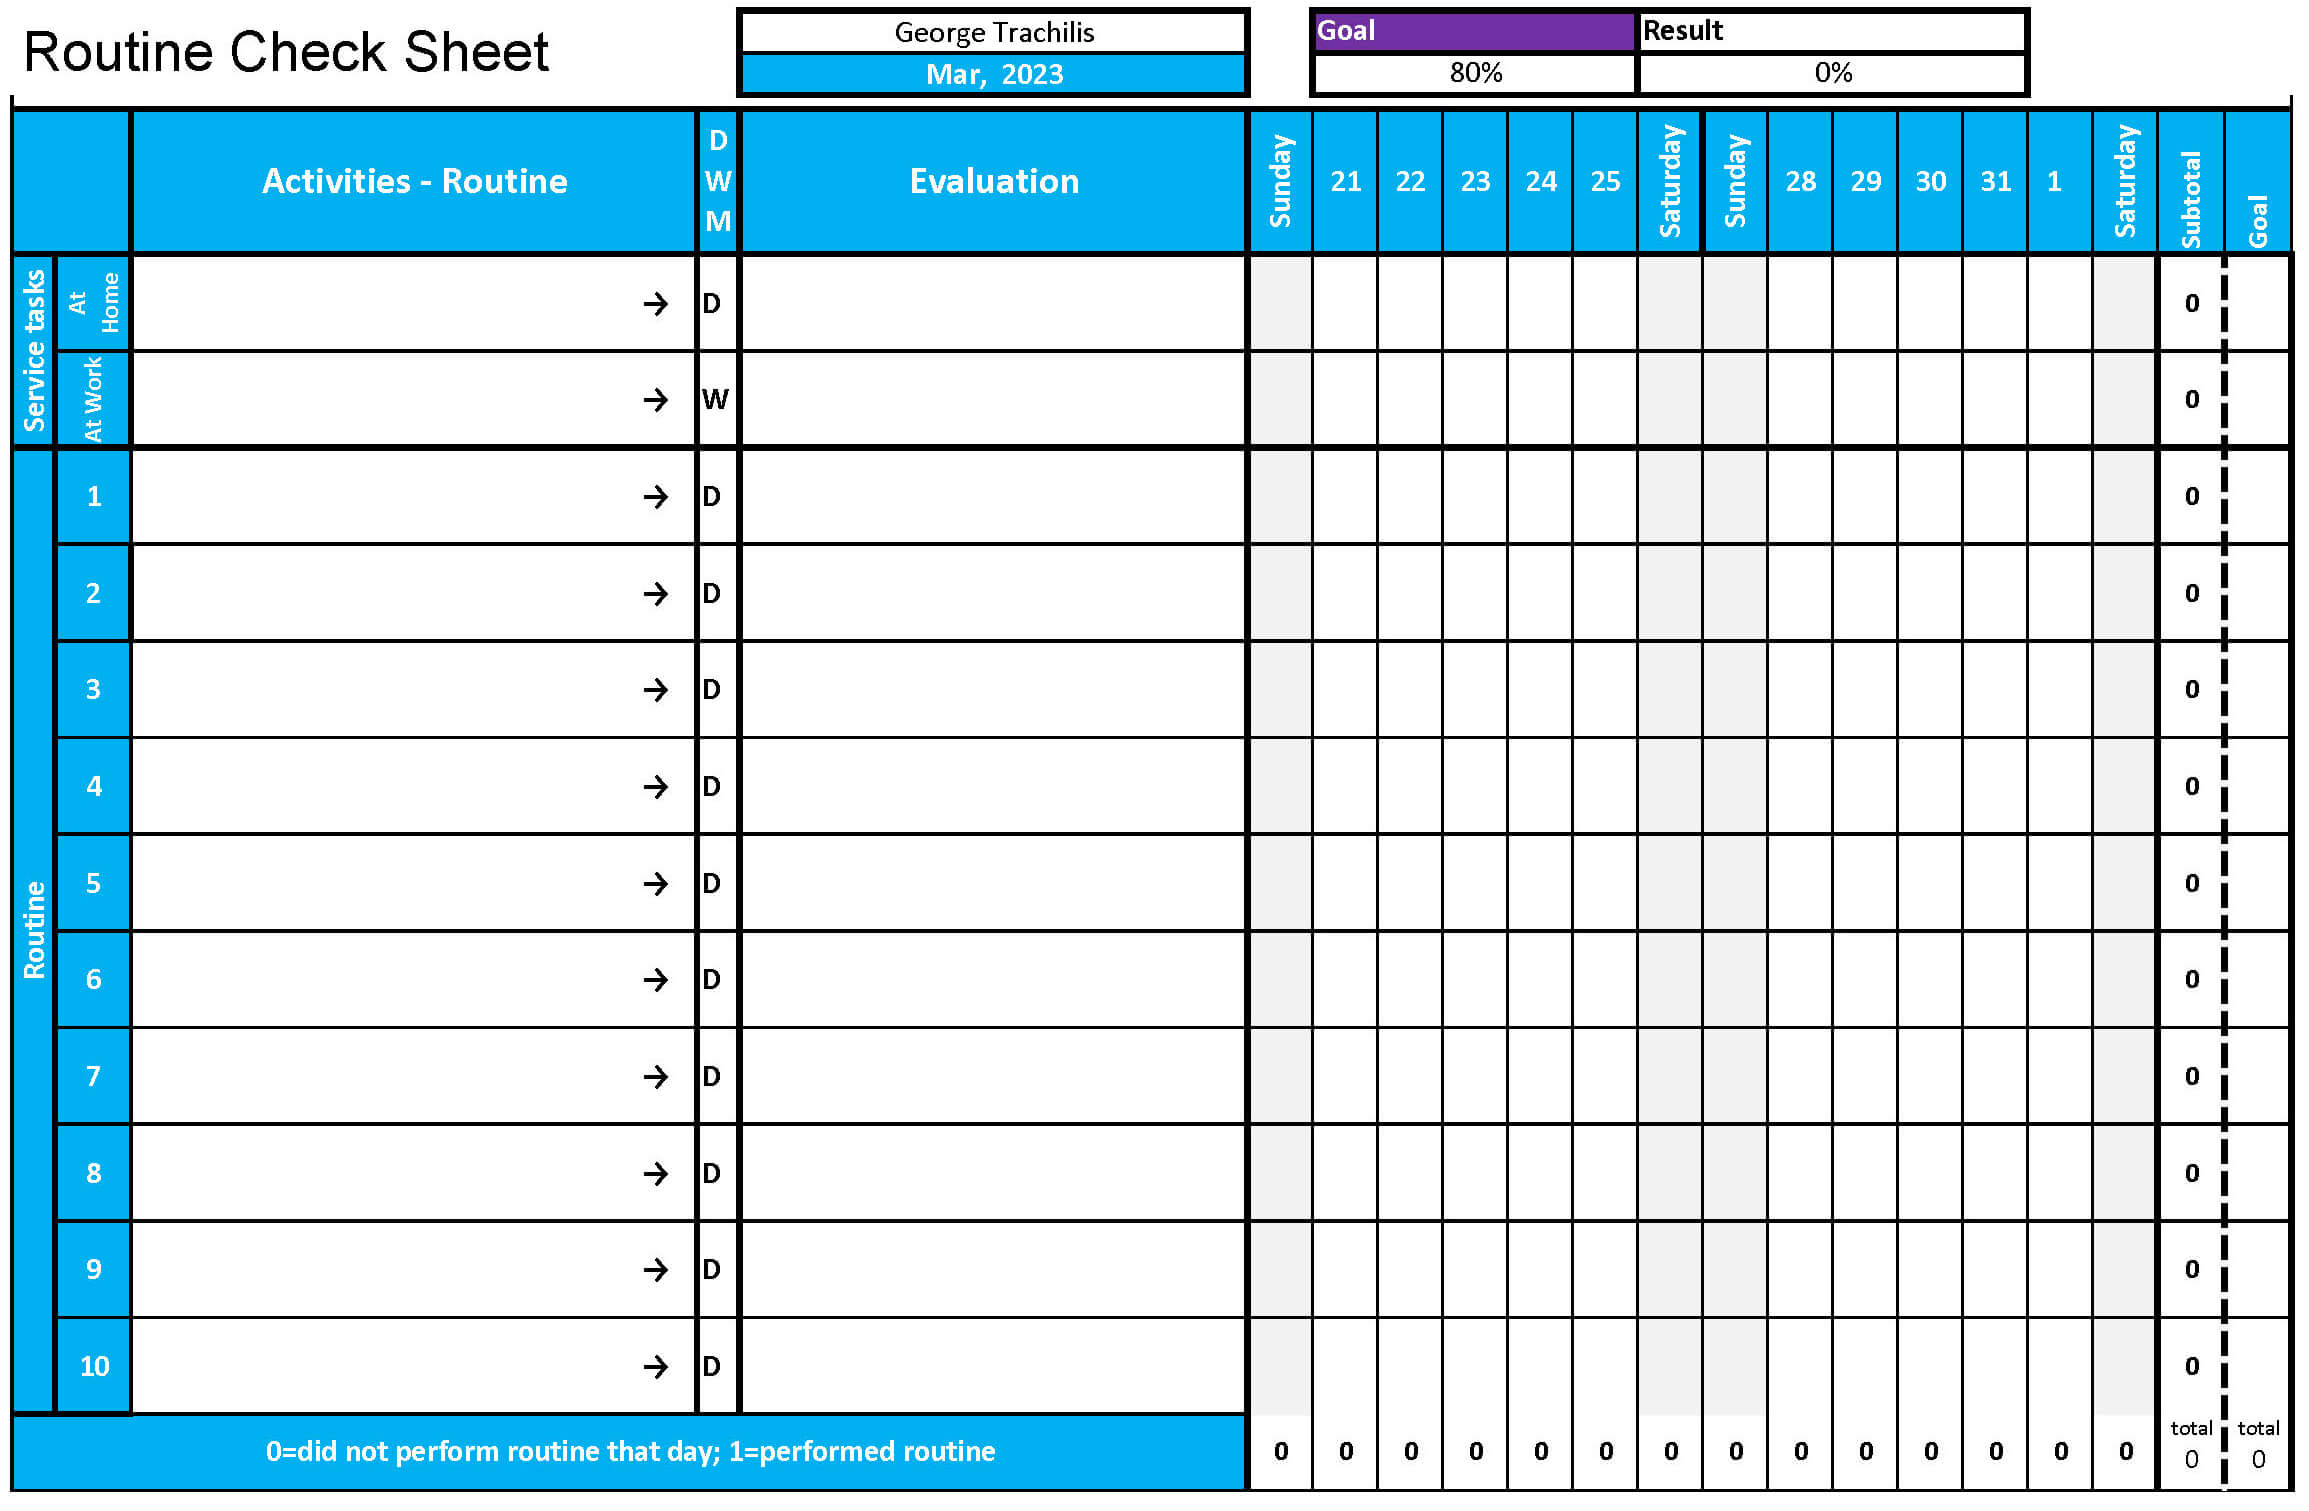 Routine Check Sheet
George Trachilis
Mar, 2023
Goal Result
80% 0%
Activities - Routine
D
W
M
Evaluation
Sunday 21 22 23 24 25 Saturday Sunday 28 29 30 31 1 Saturday Subtotal Goal
Service tasks
At Home → D 0
At Work → W 0
Routine
1 → D 0
2 → D 0
3 → D 0
4 → D 0
5 → D 0
6 → D 0
7 → D 0
8 → D 0
9 → D 0
10 → D 0
0=did not perform routine that day; 1=performed routine 0 0 0 0 0 0 0 0 0 0 0 0 0 0
total total
0 0